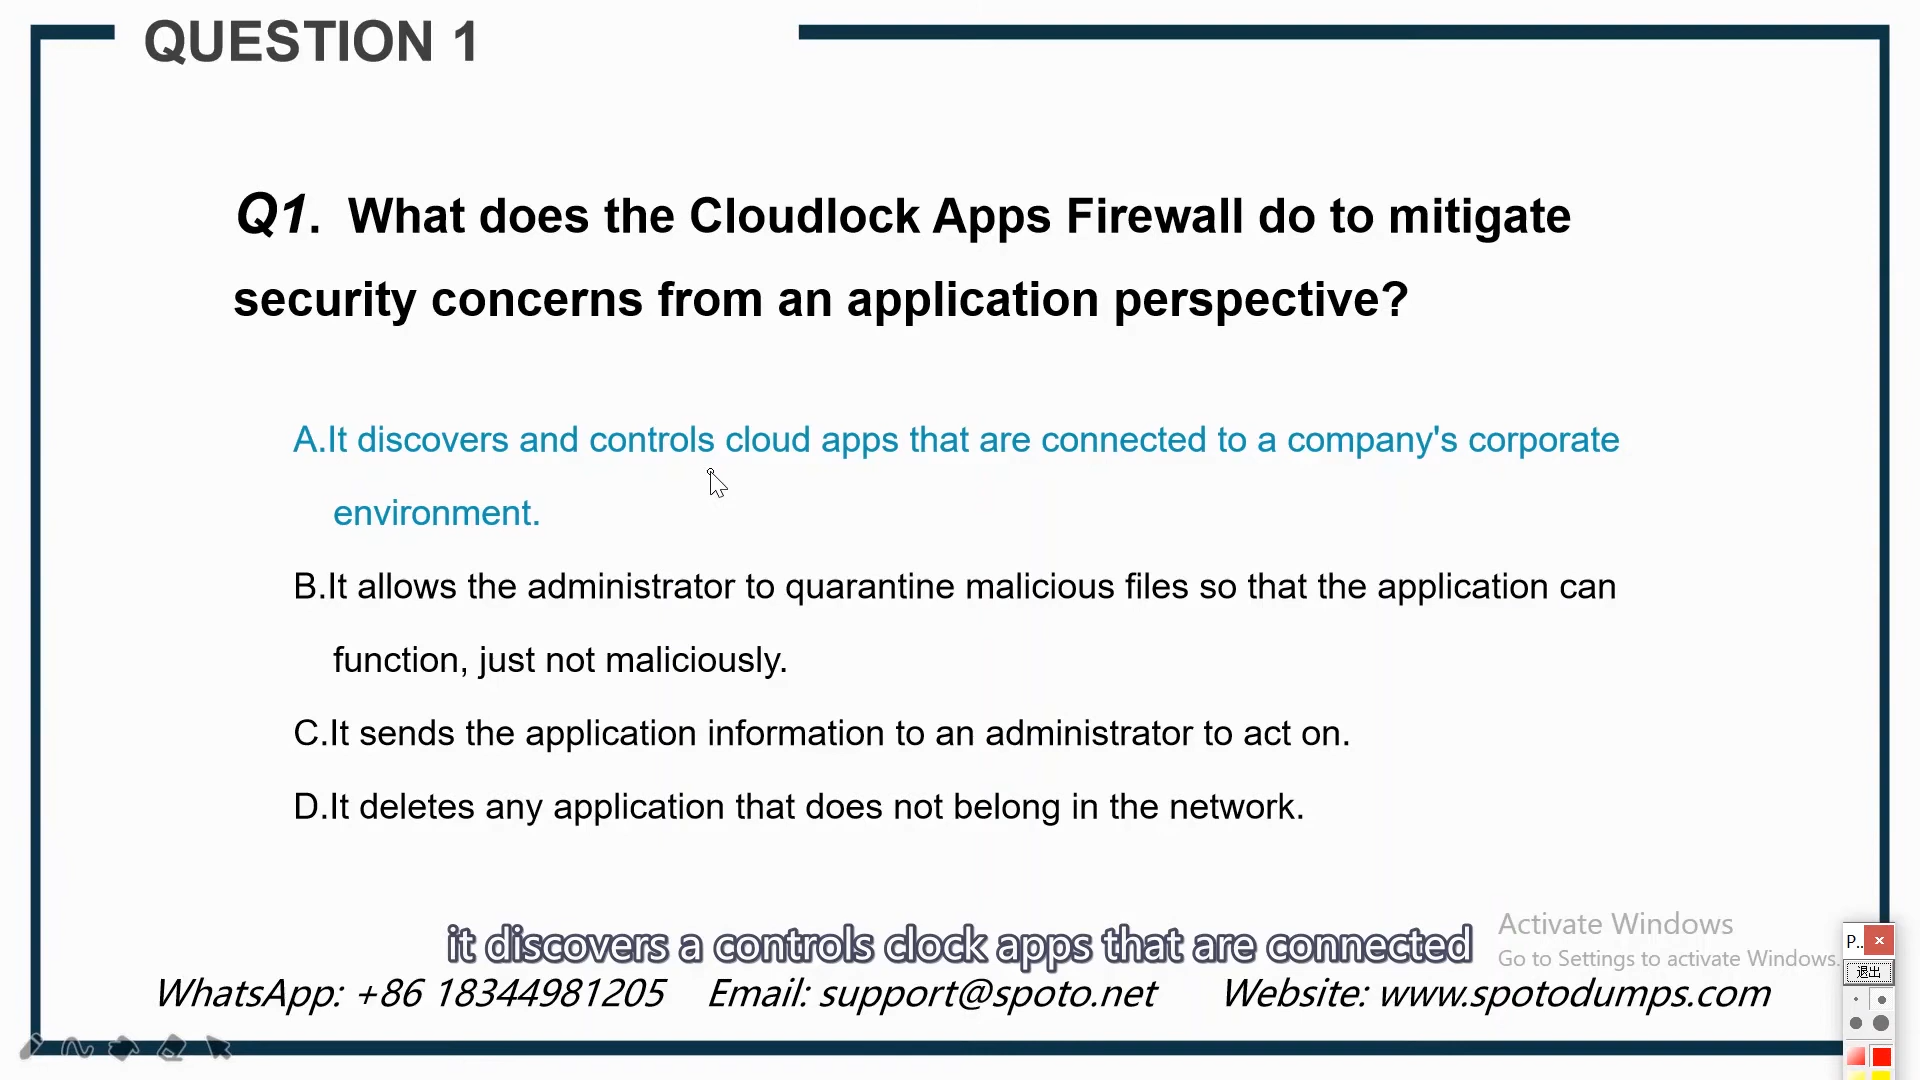 QUESTION 1
Q1. What does the Cloudlock Apps Firewall do to mitigate
security concerns from an application perspective?
A.It discovers and controls cloud apps that are connected to a company's corporate
environment.
B.It allows the administrator to quarantine malicious files so that the application can
function, just not maliciously.
C.It sends the application information to an administrator to act on.
D.It deletes any application that does not belong in the network.
it discovers a controls clock apps that are connected
Activate Windows
Go to Settings to activate Windows.
P..
退出
WhatsApp: +86 18344981205 Email: support@spoto.net Website: www.spotodumps.com